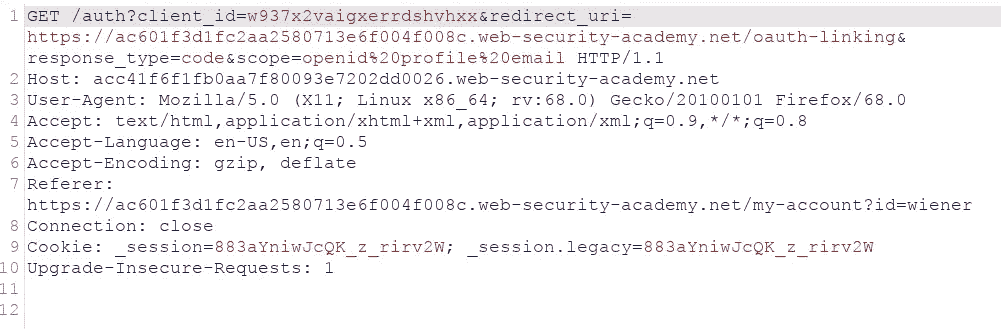 1 GET /auth?client_id=w937x2vaigxerrdshvhxx&redirect_uri=
https://ac601f3d1fc2aa2580713e6f004f008c.web-security-academy.net/oauth-linking&
response_type=code&scope=openid%20profile%20email HTTP/1.1
2 Host: acc41f6f1fb0aa7f80093e7202dd0026.web-security-academy.net
3 User-Agent: Mozilla/5.0 (X11; Linux x86_64; rv:68.0) Gecko/20100101 Firefox/68.0
4 Accept: text/html,application/xhtml+xml,application/xml;q=0.9,*/*;q=0.8
5 Accept-Language: en-US,en;q=0.5
6 Accept-Encoding: gzip, deflate
7 Referer:
https://ac601f3d1fc2aa2580713e6f004f008c.web-security-academy.net/my-account?id=wiener
8 Connection: close
9 Cookie: _session=883aYniwJcQK_z_rirv2W; _session.legacy=883aYniwJcQK_z_rirv2W
10 Upgrade-Insecure-Requests: 1
11
12